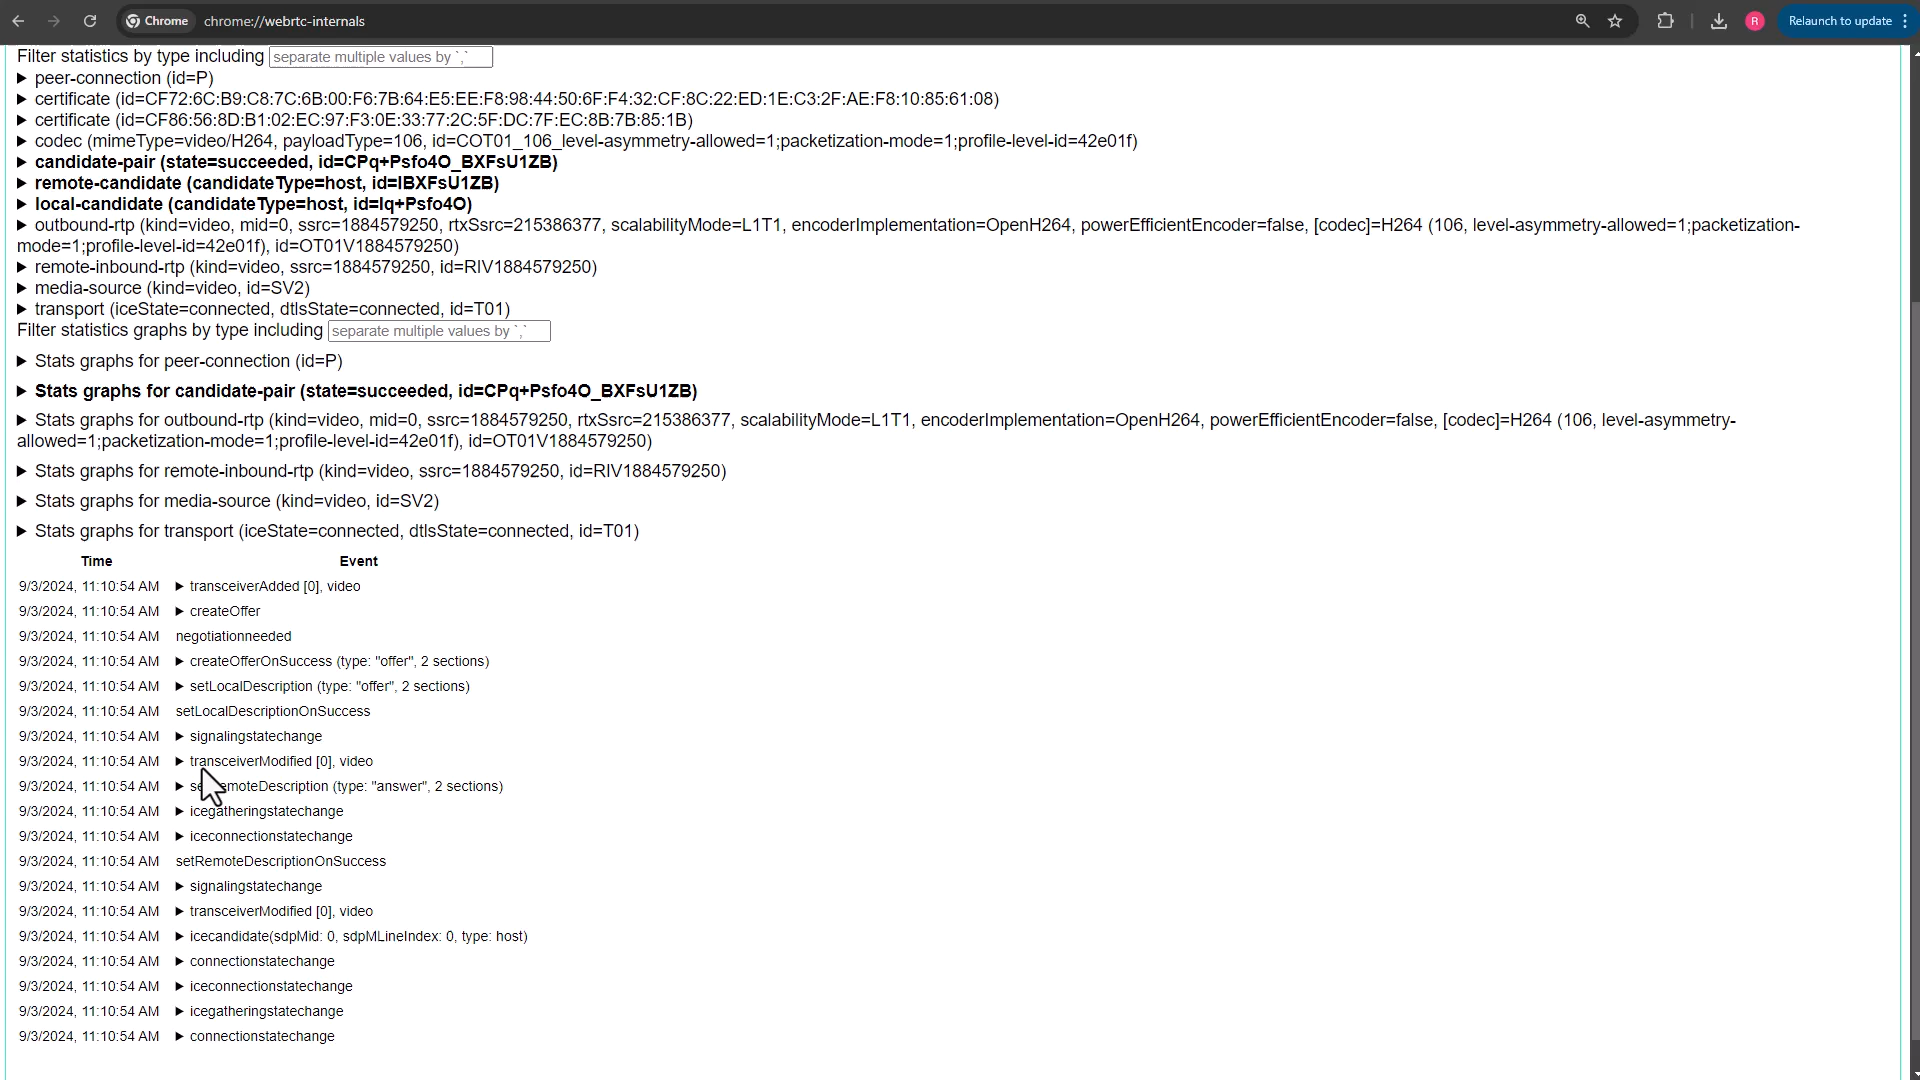 Chrome chrome://webrtc-internals R Relaunch to update
Filter statistics by type including separate multiple values by `,`
peer-connection (id=P)
certificate (id=CF72:6C:B9:C8:7C:6B:00:F6:7B:64:E5:EE:F8:98:44:50:6F:F4:32:CF:8C:22:ED:1E:C3:2F:AE:F8:10:85:61:08)
certificate (id=CF86:56:8D:B1:02:EC:97:F3:0E:33:77:2C:5F:DC:7F:EC:8B:7B:85:1B)
codec (mimeType=video/H264, payloadType=106, id=COT01_106_level-asymmetry-allowed=1;packetization-mode=1;profile-level-id=42e01f)
candidate-pair (state=succeeded, id=CPq+Psfo4O_BXFsU1ZB)
remote-candidate (candidateType=host, id=IBXFsU1ZB)
local-candidate (candidateType=host, id=Iq+Psfo4O)
outbound-rtp (kind=video, mid=0, ssrc=1884579250, rtxSsrc=215386377, scalabilityMode=L1T1, encoderImplementation=OpenH264, powerEfficientEncoder=false, [codec]=H264 (106, level-asymmetry-allowed=1;packetization-
mode=1;profile-level-id=42e01f), id=OT01V1884579250)
remote-inbound-rtp (kind=video, ssrc=1884579250, id=RIV1884579250)
media-source (kind=video, id=SV2)
transport (iceState=connected, dtlsState=connected, id=T01)
Filter statistics graphs by type including separate multiple values by `,`
Stats graphs for peer-connection (id=P)
Stats graphs for candidate-pair (state=succeeded, id=CPq+Psfo4O_BXFsU1ZB)
Stats graphs for outbound-rtp (kind=video, mid=0, ssrc=1884579250, rtxSsrc=215386377, scalabilityMode=L1T1, encoderImplementation=OpenH264, powerEfficientEncoder=false, [codec]=H264 (106, level-asymmetry-
allowed=1;packetization-mode=1;profile-level-id=42e01f), id=OT01V1884579250)
Stats graphs for remote-inbound-rtp (kind=video, ssrc=1884579250, id=RIV1884579250)
Stats graphs for media-source (kind=video, id=SV2)
Stats graphs for transport (iceState=connected, dtlsState=connected, id=T01)
Time Event
9/3/2024, 11:10:54 AM transceiverAdded [0], video
9/3/2024, 11:10:54 AM createOffer
9/3/2024, 11:10:54 AM negotiationneeded
9/3/2024, 11:10:54 AM createOfferOnSuccess (type: "offer", 2 sections)
9/3/2024, 11:10:54 AM setLocalDescription (type: "offer", 2 sections)
9/3/2024, 11:10:54 AM setLocalDescriptionOnSuccess
9/3/2024, 11:10:54 AM signalingstatechange
9/3/2024, 11:10:54 AM transceiverModified [0], video
9/3/2024, 11:10:54 AM setRemoteDescription (type: "answer", 2 sections)
9/3/2024, 11:10:54 AM icegatheringstatechange
9/3/2024, 11:10:54 AM iceconnectionstatechange
9/3/2024, 11:10:54 AM setRemoteDescriptionOnSuccess
9/3/2024, 11:10:54 AM signalingstatechange
9/3/2024, 11:10:54 AM transceiverModified [0], video
9/3/2024, 11:10:54 AM icecandidate(sdpMid: 0, sdpMLineIndex: 0, type: host)
9/3/2024, 11:10:54 AM connectionstatechange
9/3/2024, 11:10:54 AM iceconnectionstatechange
9/3/2024, 11:10:54 AM icegatheringstatechange
9/3/2024, 11:10:54 AM connectionstatechange